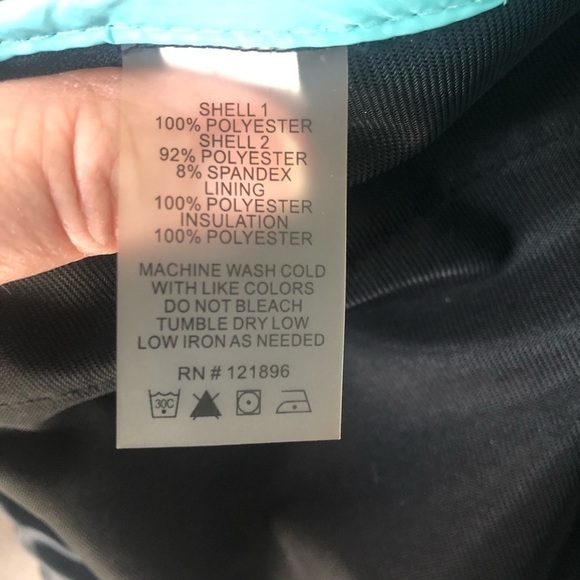 SHELL 1
100% POLYESTER
SHELL 2
92% POLYESTER
8% SPANDEX
LINING
100% POLYESTER
INSULATION
100% POLYESTER
MACHINE WASH COLD
WITH LIKE COLORS
DO NOT BLEACH
TUMBLE DRY LOW
LOW IRON AS NEEDED
RN # 121896
30C